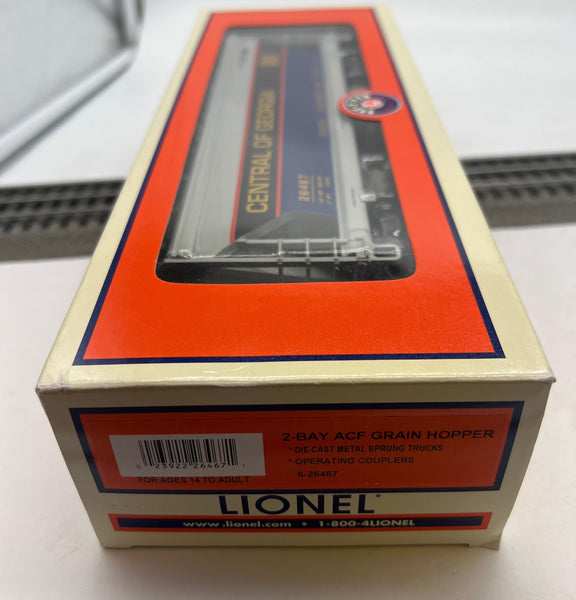 CENTRAL OF GEORGIA
26467
LIONEL
2-BAY ACF GRAIN HOPPER
* DIE-CAST METAL SPRUNG TRUCKS
* OPERATING COUPLERS
6-26467
0 23922 26467 1
FOR AGES 14 TO ADULT
LIONEL®
www.lionel.com • 1-800-4LIONEL